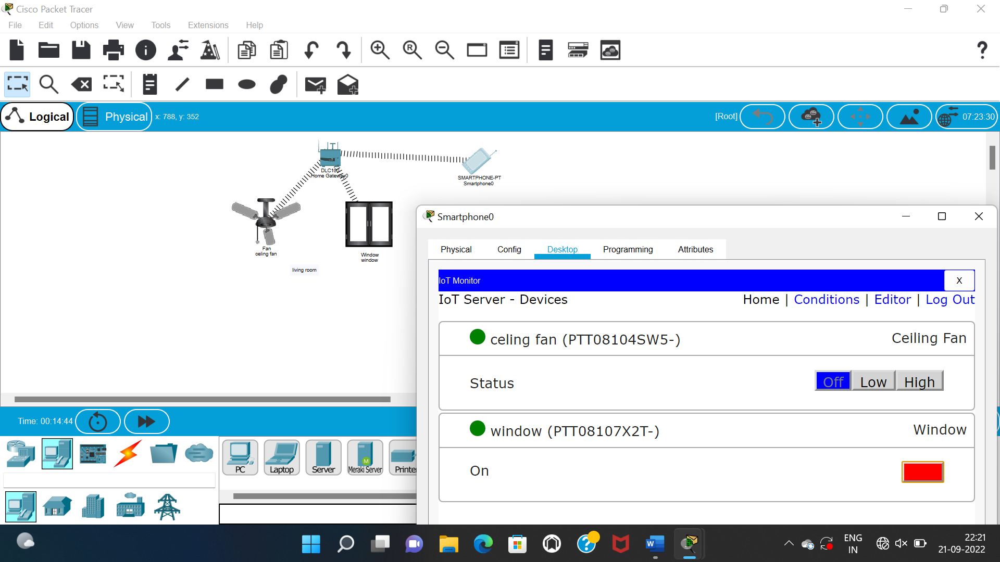 Cisco Packet Tracer
File Edit Options View Tools Extensions Help
Logical Physical x: 788, y: 352 [Root] 07:23:30
DLC100
Home Gateway0
SMARTPHONE-PT
Smartphone0
Fan
celing fan
Window
window
living room
Smartphone0
Physical Config Desktop Programming Attributes
IoT Monitor X
IoT Server - Devices Home | Conditions | Editor | Log Out
celing fan (PTT08104SW5-) Ceiling Fan
Status Off Low High
window (PTT08107X2T-) Window
On
Time: 00:14:44
PC Laptop Server Meraki Server Printer
ENG
IN
22:21
21-09-2022